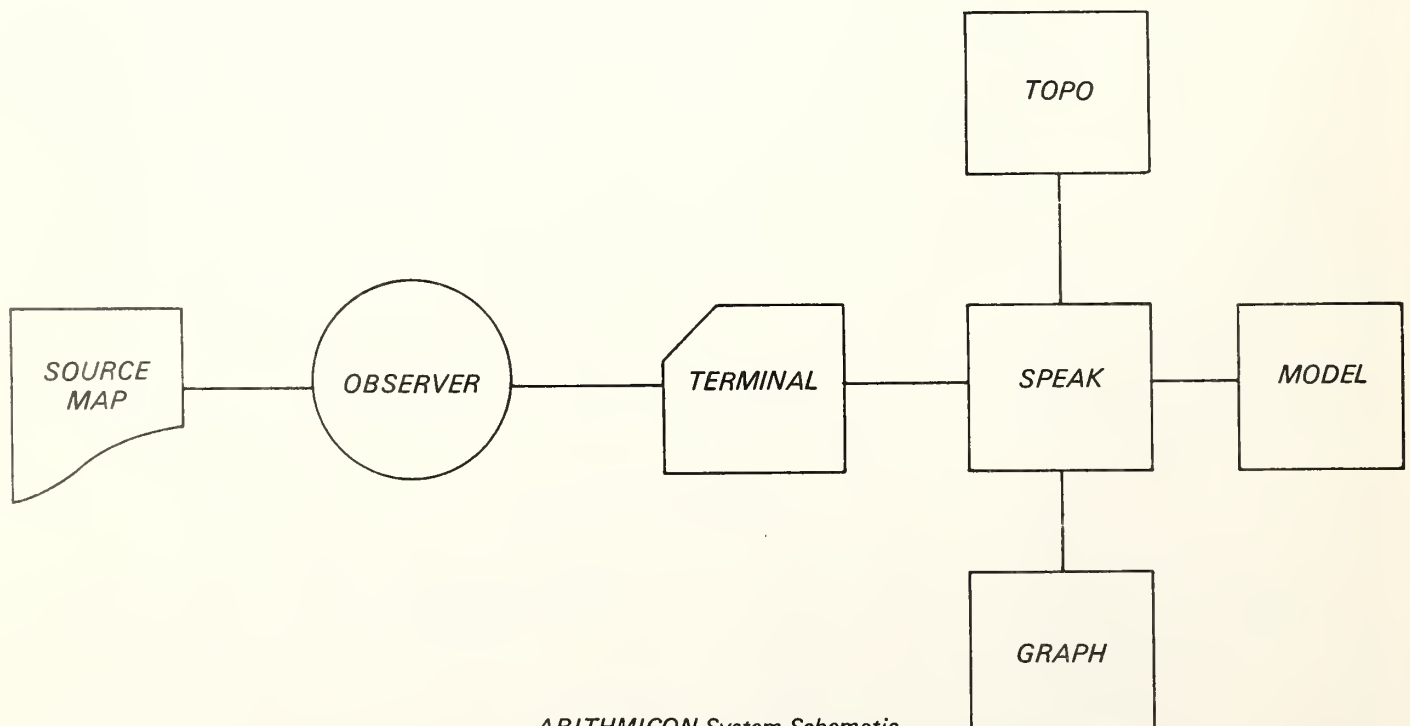 TOPO
SOURCE
MAP
OBSERVER
TERMINAL
SPEAK
MODEL
GRAPH
ARITHMICON System Schematic